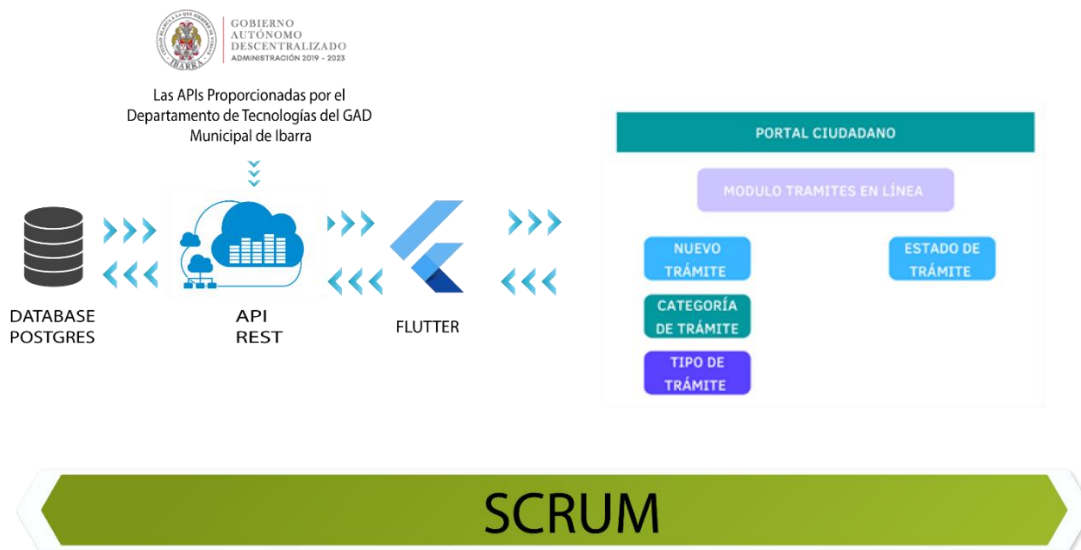 GOBIERNO
AUTÓNOMO
DESCENTRALIZADO
ADMINISTRACIÓN 2019 - 2023
IBARRA
Las APIs Proporcionadas por el
Departamento de Tecnologías del GAD
Municipal de Ibarra
DATABASE
POSTGRES
API
REST
FLUTTER
PORTAL CIUDADANO
MODULO TRAMITES EN LÍNEA
NUEVO
TRÁMITE
ESTADO DE
TRÁMITE
CATEGORÍA
DE TRÁMITE
TIPO DE
TRÁMITE
SCRUM